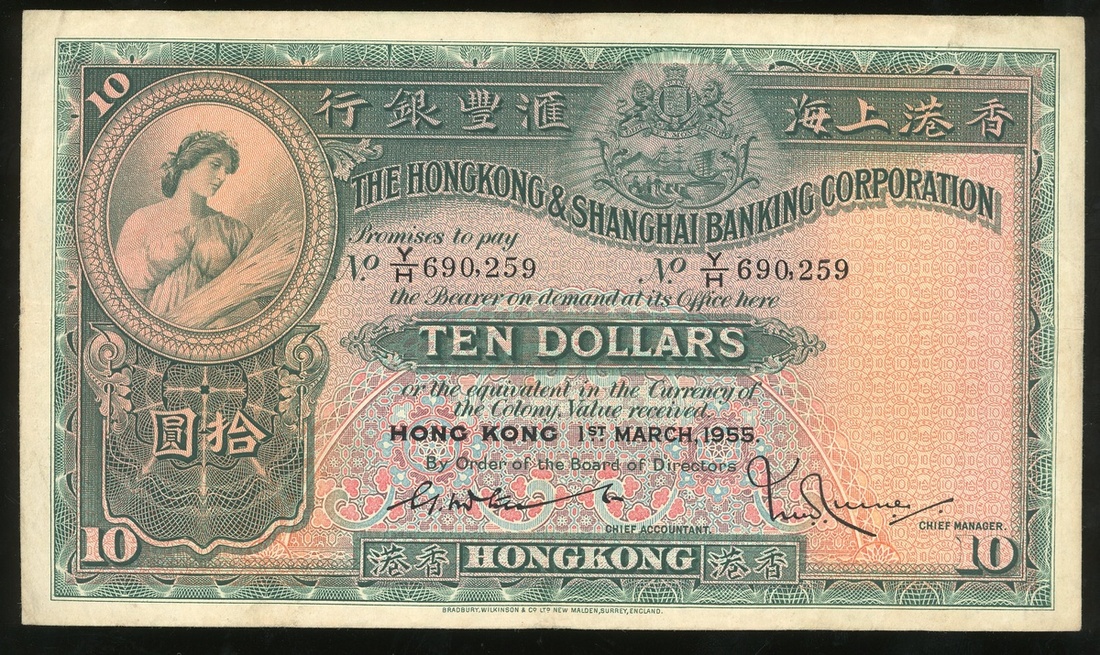 10
香港上海滙豐銀行
THE HONGKONG & SHANGHAI BANKING CORPORATION
Promises to pay
No. Y/H 690,259 No. Y/H 690,259
the Bearer on demand at its Office here
TEN DOLLARS
or the equivalent in the Currency of
the Colony, Value received.
HONG KONG 1ST MARCH, 1955.
By Order of the Board of Directors
拾圓
CHIEF ACCOUNTANT.
CHIEF MANAGER.
10 香港 HONGKONG 香港 10
BRADBURY, WILKINSON & CO LTD NEW MALDEN, SURREY, ENGLAND.